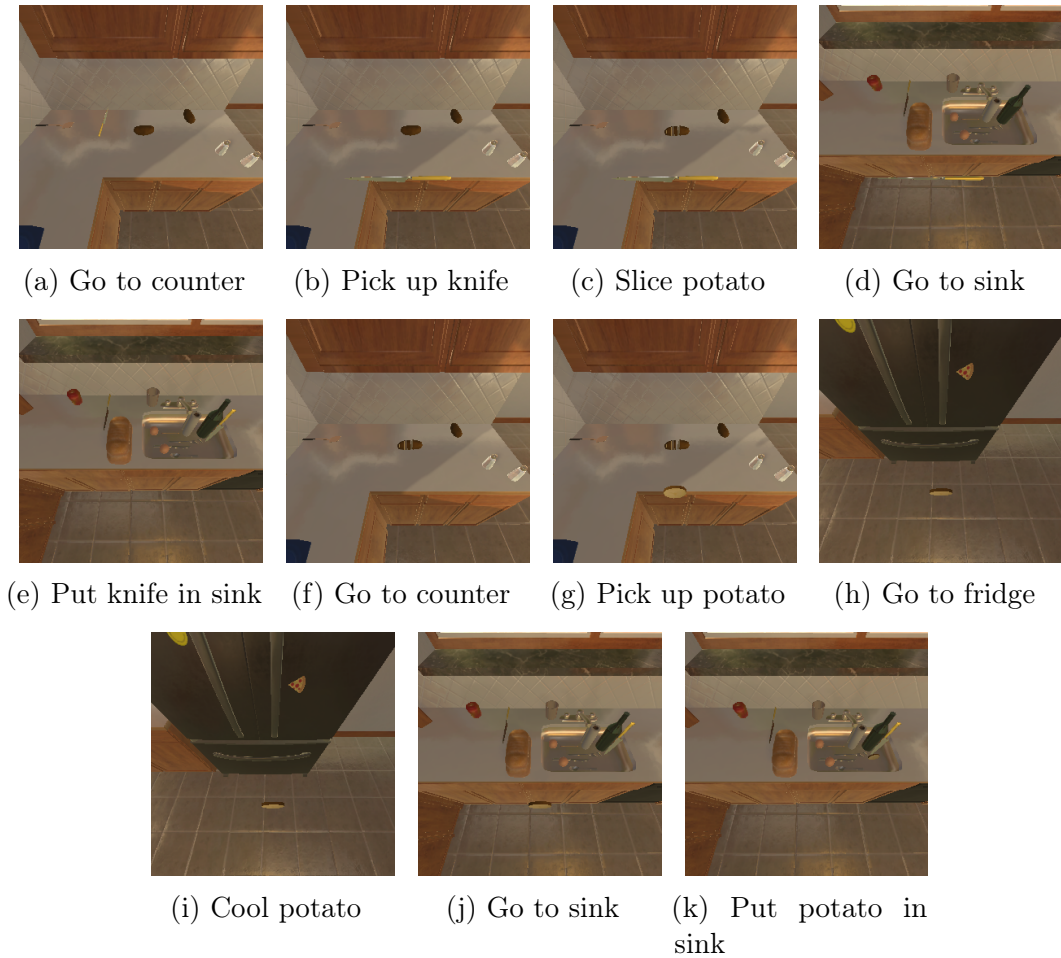 (a) Go to counter
(b) Pick up knife
(c) Slice potato
(d) Go to sink
(e) Put knife in sink
(f) Go to counter
(g) Pick up potato
(h) Go to fridge
(i) Cool potato
(j) Go to sink
(k) Put potato in
sink